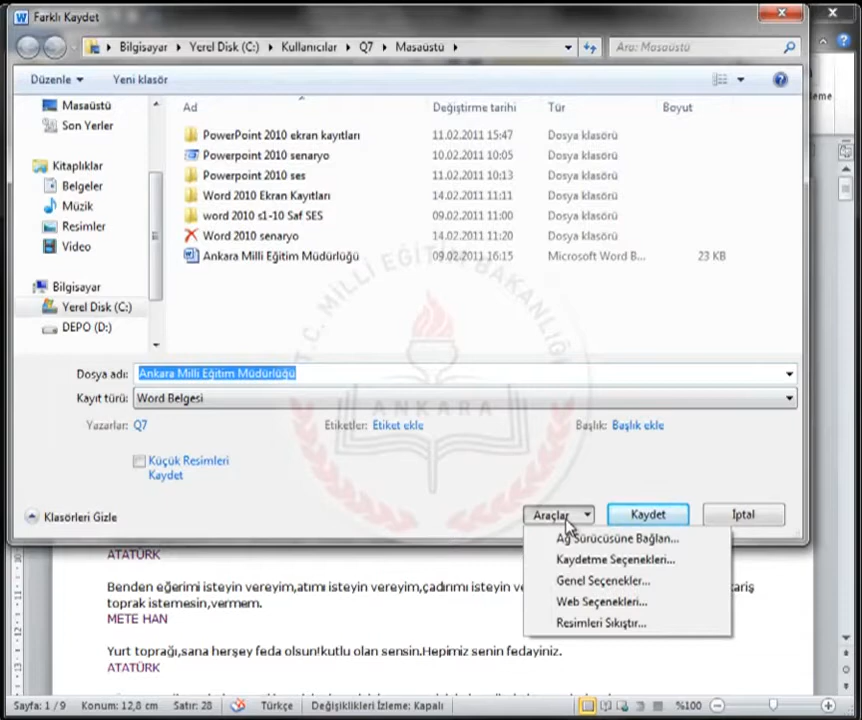 Farklı Kaydet
Bilgisayar Yerel Disk (C:) Kullanıcılar Q7 Masaüstü
Ara: Masaüstü
Düzenle Yeni klasör
Masaüstü
Son Yerler
Kitaplıklar
Belgeler
Müzik
Resimler
Video
Bilgisayar
Yerel Disk (C:)
DEPO (D:)
Ad Değiştirme tarihi Tür Boyut
PowerPoint 2010 ekran kayıtları 11.02.2011 15:47 Dosya klasörü
Powerpoint 2010 senaryo 10.02.2011 10:05 Dosya klasörü
Powerpoint 2010 ses 11.02.2011 10:13 Dosya klasörü
Word 2010 Ekran Kayıtları 14.02.2011 11:11 Dosya klasörü
word 2010 s1-10 Saf SES 09.02.2011 11:00 Dosya klasörü
Word 2010 senaryo 14.02.2011 11:20 Dosya klasörü
Ankara Milli Eğitim Müdürlüğü 09.02.2011 16:15 Microsoft Word B... 23 KB
T.C. MİLLİ EĞİTİM BAKANLIĞI
ANKARA
Dosya adı: Ankara Milli Eğitim Müdürlüğü
Kayıt türü: Word Belgesi
Yazarlar: Q7 Etiketler: Etiket ekle Başlık: Başlık ekle
Küçük Resimleri
Kaydet
Klasörleri Gizle Araçlar Kaydet İptal
Ağ Sürücüsüne Bağlan...
Kaydetme Seçenekleri...
Genel Seçenekler...
Web Seçenekleri...
Resimleri Sıkıştır...
ATATÜRK
Benden eğerimi isteyin vereyim,atımı isteyin vereyim,çadırımı isteyin ve
toprak istemesin,vermem.
METE HAN
Yurt toprağı,sana herşey feda olsun!kutlu olan sensin.Hepimiz senin fedayiniz.
ATATÜRK
Sayfa: 1 / 9 Konum: 12,8 cm Satır: 28 Türkçe Değişiklikleri İzleme: Kapalı %100